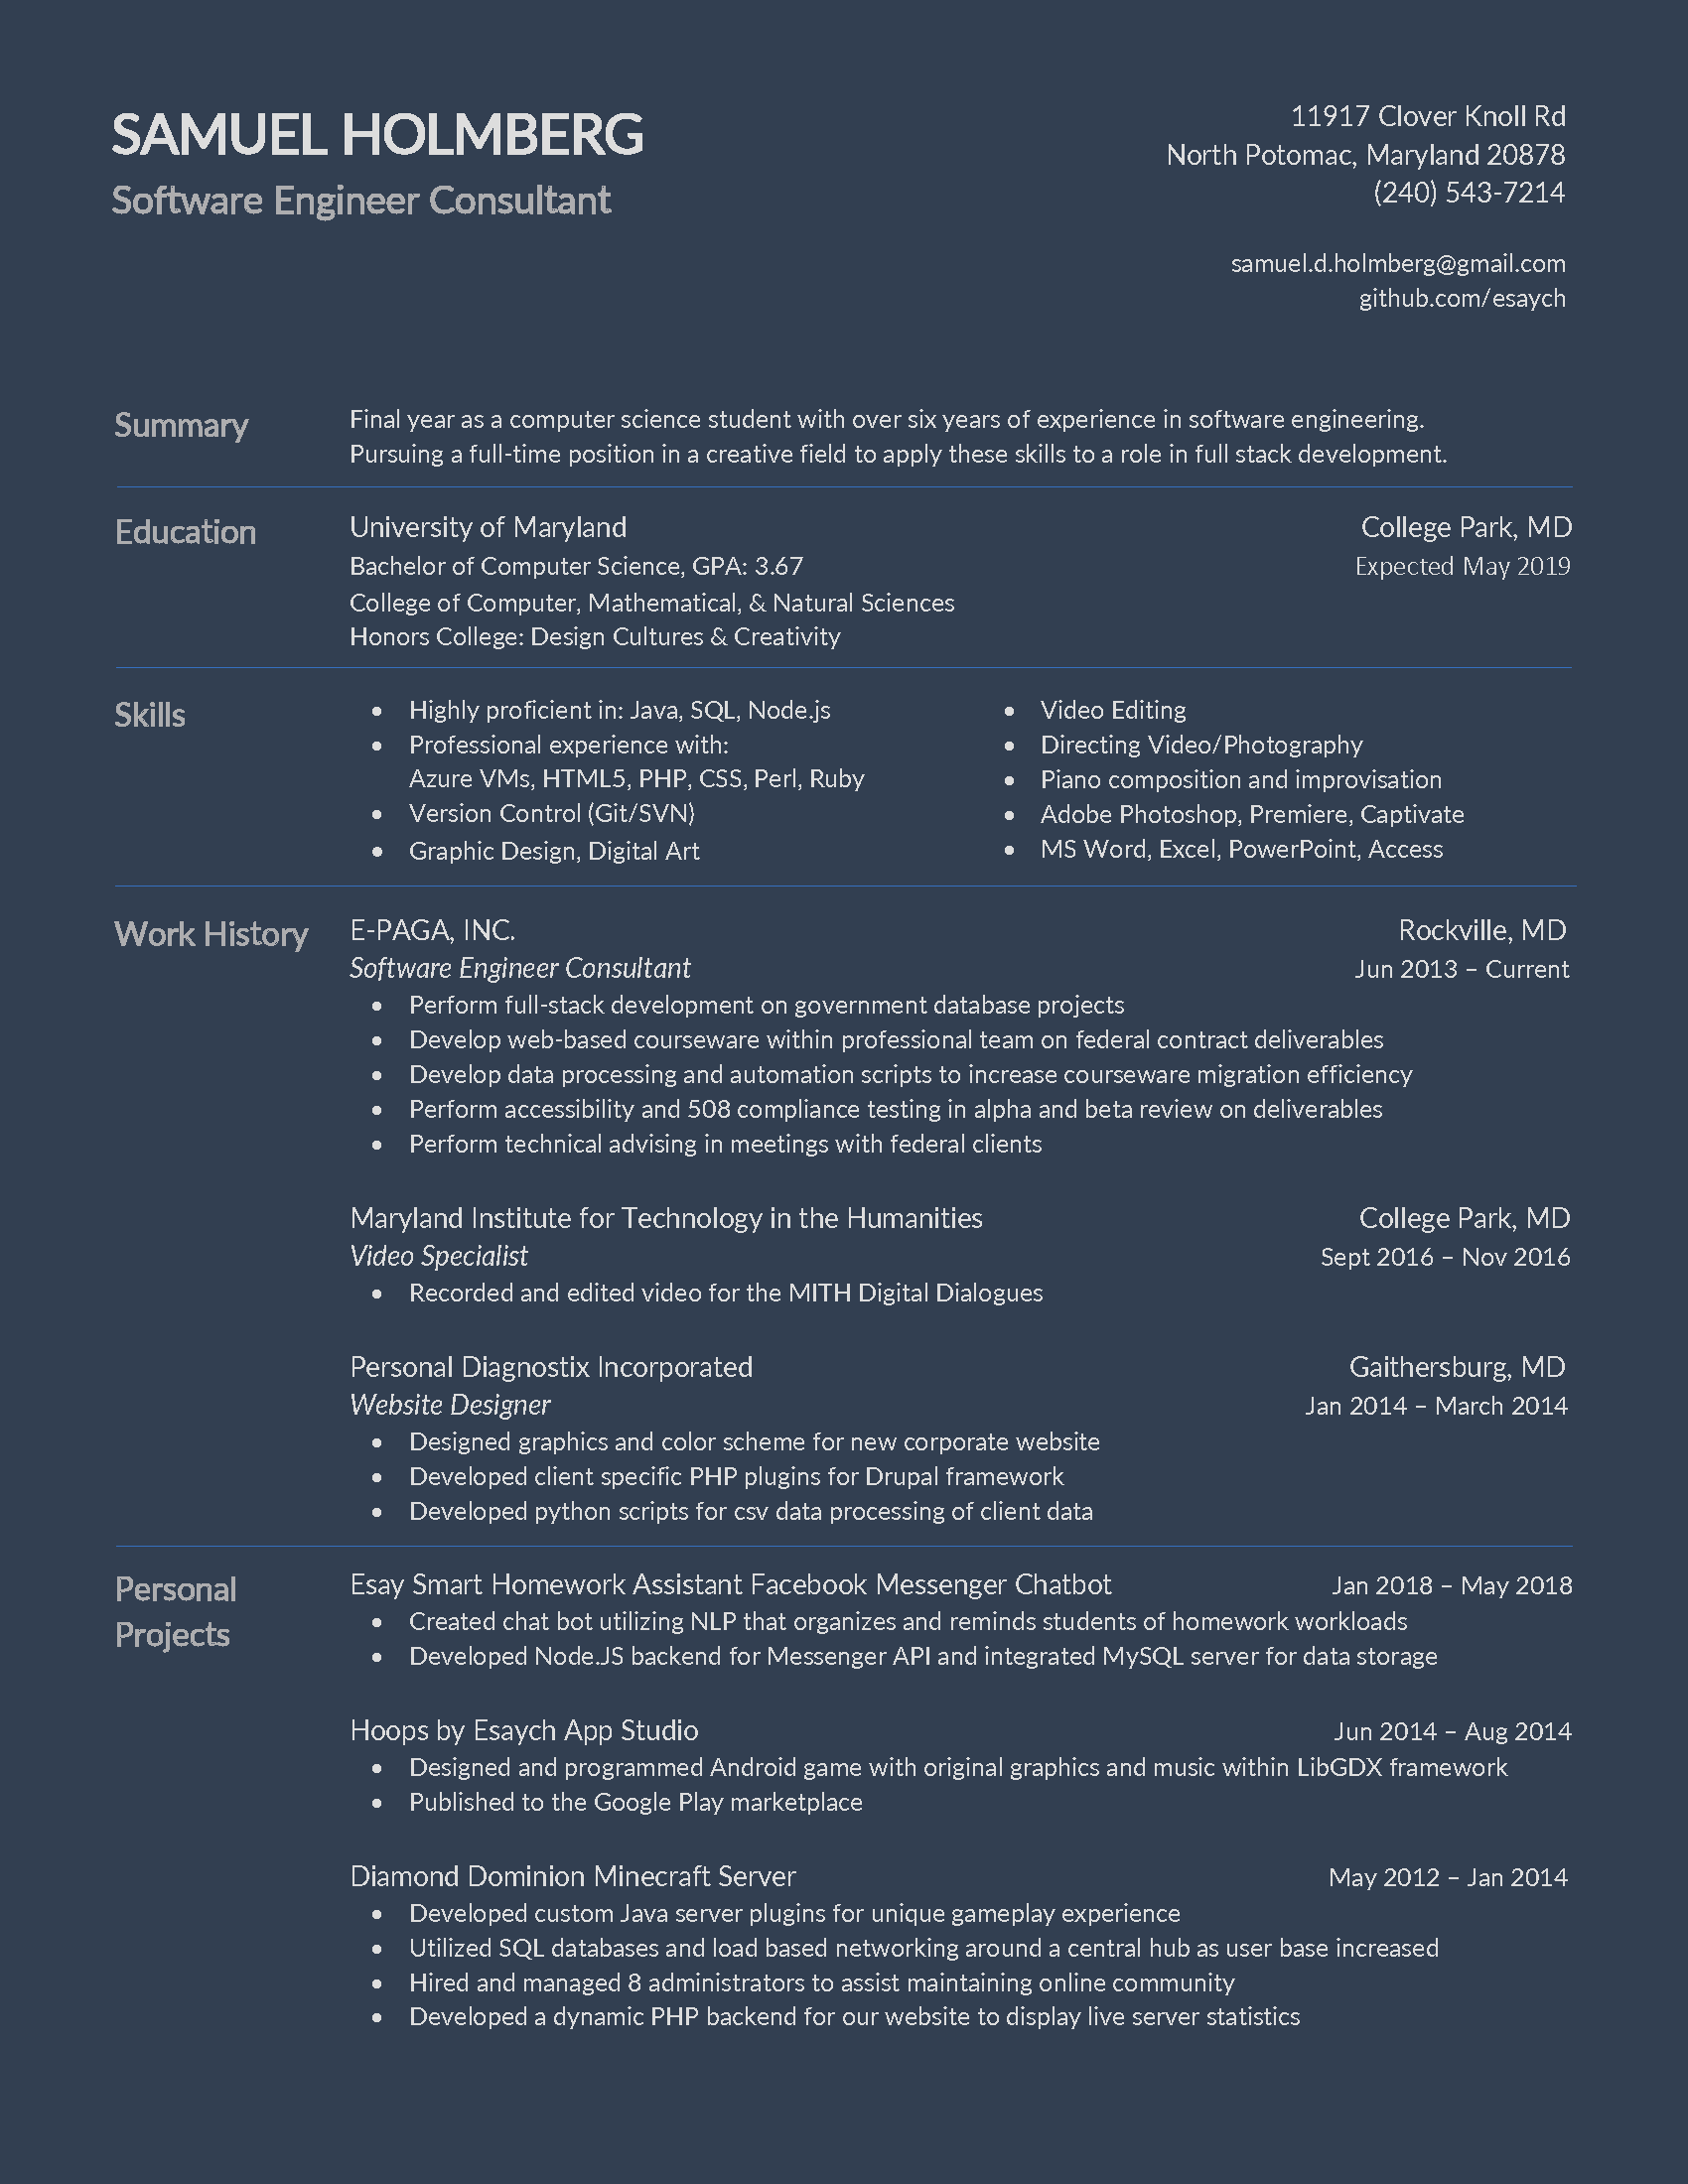 SAMUEL HOLMBERG
Software Engineer Consultant
11917 Clover Knoll Rd
North Potomac, Maryland 20878
(240) 543-7214
samuel.d.holmberg@gmail.com
github.com/esaych
Summary
Final year as a computer science student with over six years of experience in software engineering.
Pursuing a full-time position in a creative field to apply these skills to a role in full stack development.
Education
University of Maryland College Park, MD
Bachelor of Computer Science, GPA: 3.67 Expected May 2019
College of Computer, Mathematical, & Natural Sciences
Honors College: Design Cultures & Creativity
Skills
• Highly proficient in: Java, SQL, Node.js
• Professional experience with:
Azure VMs, HTML5, PHP, CSS, Perl, Ruby
• Version Control (Git/SVN)
• Graphic Design, Digital Art
• Video Editing
• Directing Video/Photography
• Piano composition and improvisation
• Adobe Photoshop, Premiere, Captivate
• MS Word, Excel, PowerPoint, Access
Work History
E-PAGA, INC. Rockville, MD
Software Engineer Consultant Jun 2013 – Current
• Perform full-stack development on government database projects
• Develop web-based courseware within professional team on federal contract deliverables
• Develop data processing and automation scripts to increase courseware migration efficiency
• Perform accessibility and 508 compliance testing in alpha and beta review on deliverables
• Perform technical advising in meetings with federal clients
Maryland Institute for Technology in the Humanities College Park, MD
Video Specialist Sept 2016 – Nov 2016
• Recorded and edited video for the MITH Digital Dialogues
Personal Diagnostix Incorporated Gaithersburg, MD
Website Designer Jan 2014 – March 2014
• Designed graphics and color scheme for new corporate website
• Developed client specific PHP plugins for Drupal framework
• Developed python scripts for csv data processing of client data
Personal
Projects
Esay Smart Homework Assistant Facebook Messenger Chatbot Jan 2018 – May 2018
• Created chat bot utilizing NLP that organizes and reminds students of homework workloads
• Developed Node.JS backend for Messenger API and integrated MySQL server for data storage
Hoops by Esaych App Studio Jun 2014 – Aug 2014
• Designed and programmed Android game with original graphics and music within LibGDX framework
• Published to the Google Play marketplace
Diamond Dominion Minecraft Server May 2012 – Jan 2014
• Developed custom Java server plugins for unique gameplay experience
• Utilized SQL databases and load based networking around a central hub as user base increased
• Hired and managed 8 administrators to assist maintaining online community
• Developed a dynamic PHP backend for our website to display live server statistics